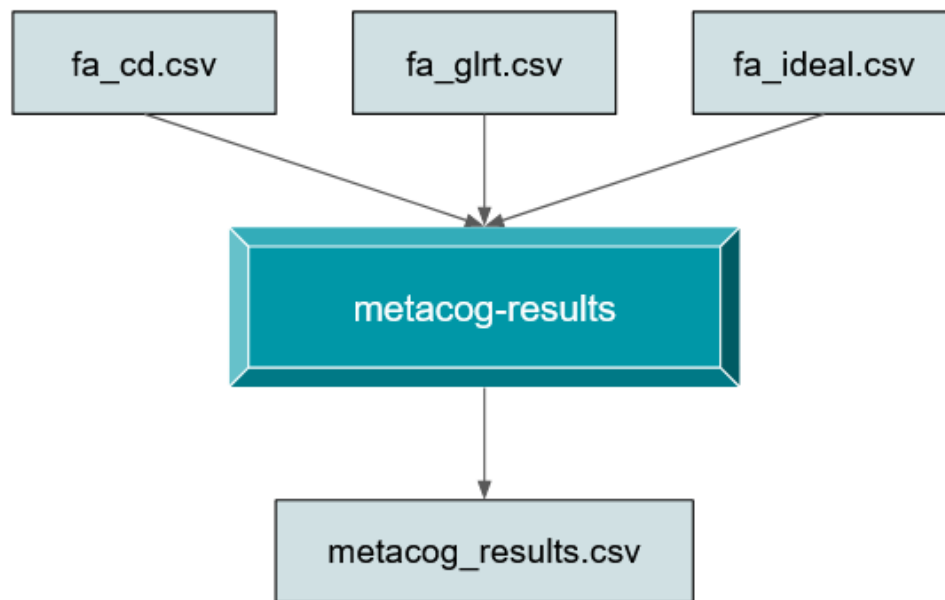 fa_cd.csv
fa_glrt.csv
fa_ideal.csv
metacog-results
metacog_results.csv